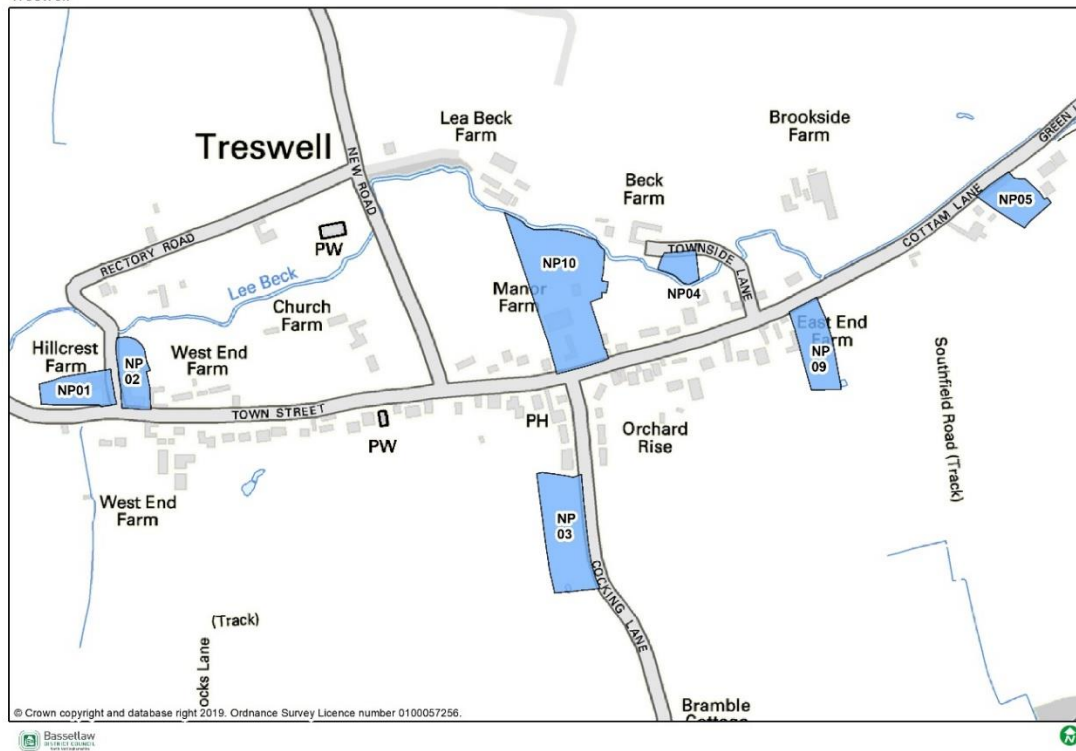 Lea Beck
Farm
Brookside
Farm
Treswell
NEW ROAD
Beck
Farm
GREEN
NP05
RECTORY ROAD
PW
COTTAM LANE
TOWNSIDE LANE
NP10
NP04
Lee Beck
Manor
Farm
Church
Farm
East End
Farm
NP
09
Hillcrest
Farm
NP01
NP
02
West End
Farm
TOWN STREET
PW
PH
Orchard
Rise
Southfield Road (Track)
West End
Farm
NP
03
COCKING LANE
(Track)
ocks Lane
Bramble
© Crown copyright and database right 2019. Ordnance Survey Licence number 0100057256.
Bassetlaw
DISTRICT COUNCIL
N